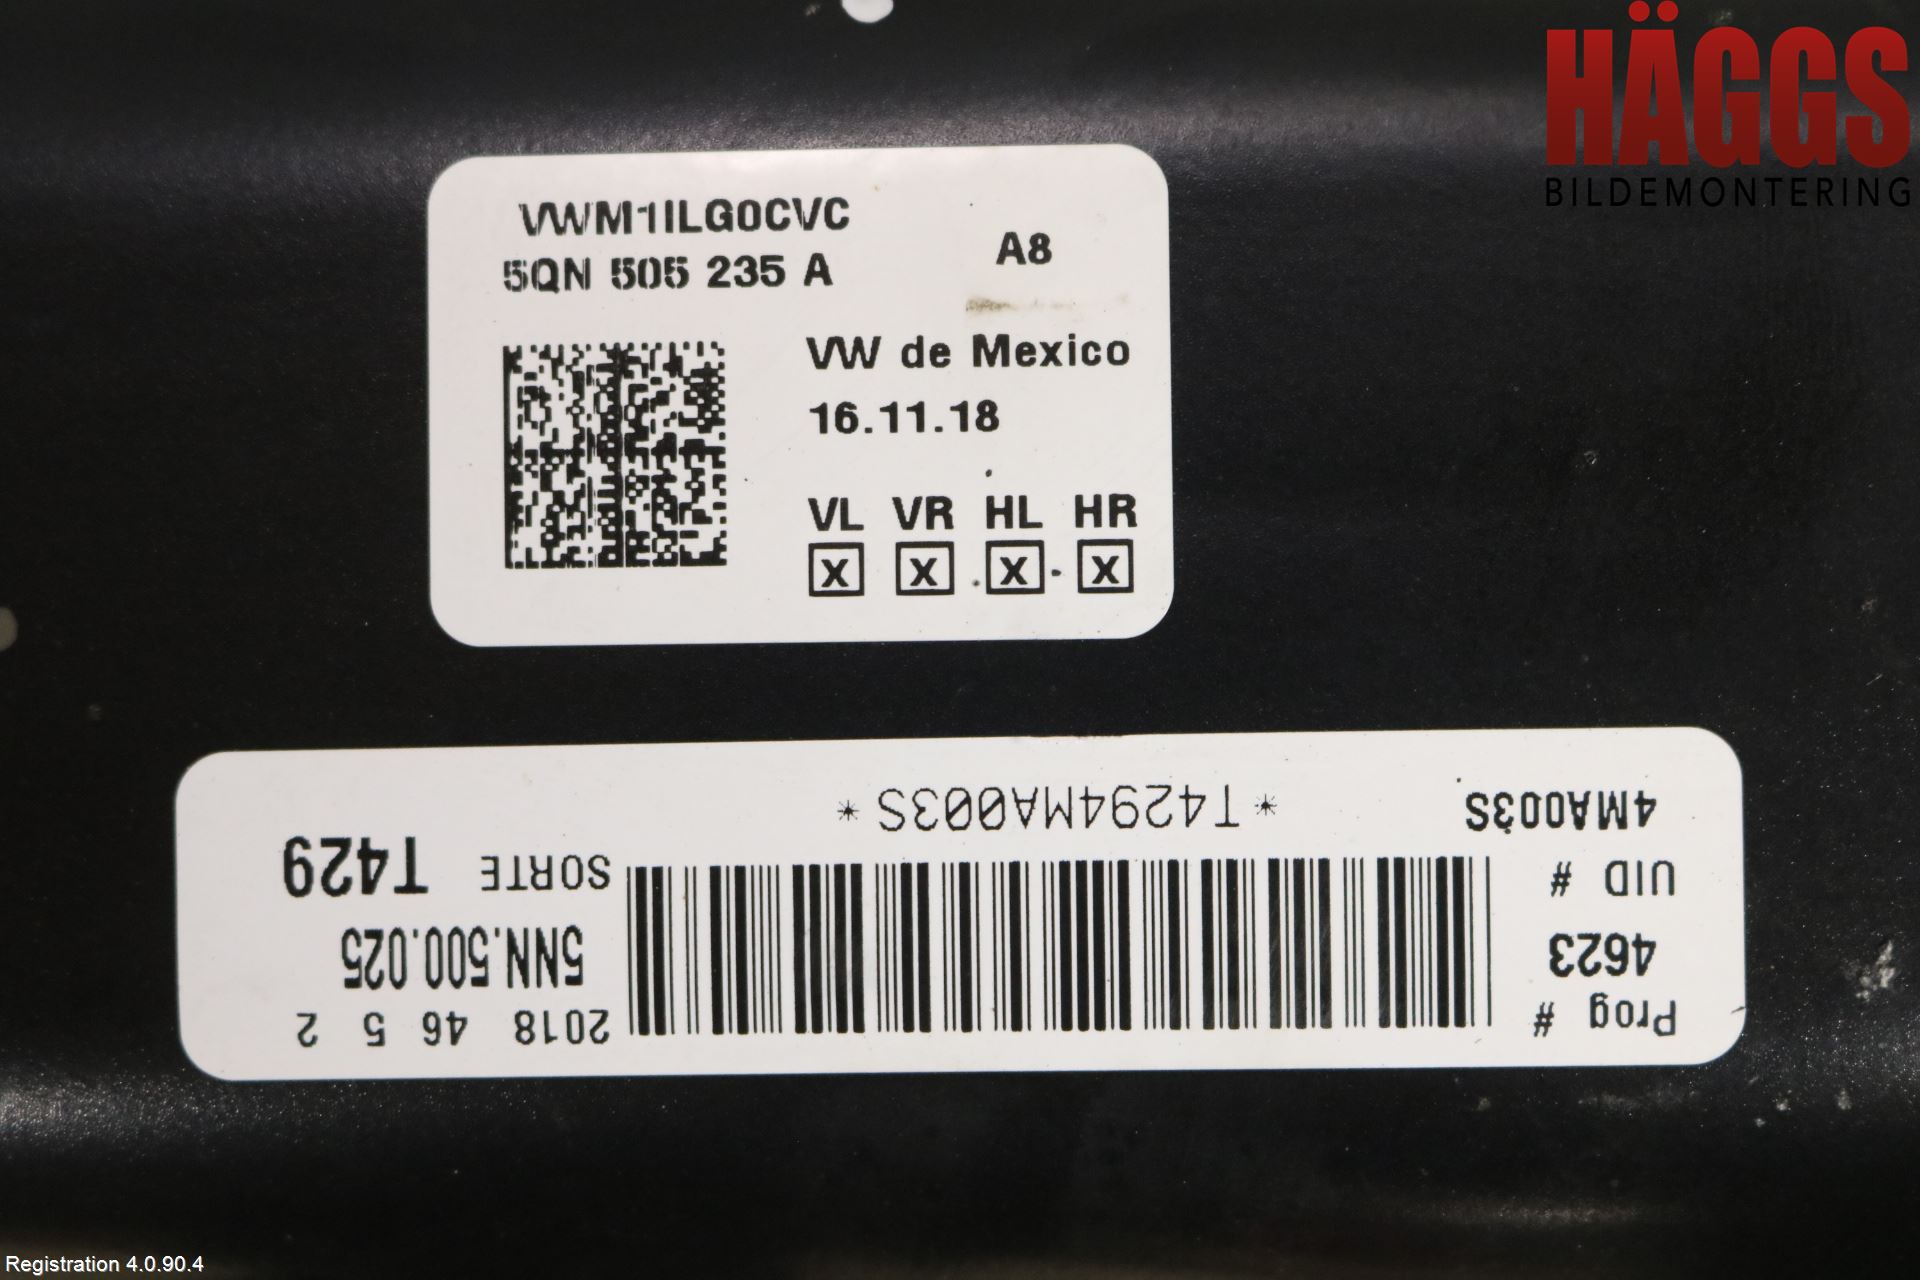 HÄGGS
BILDEMONTERING
VWM1ILG0CVC
5QN 505 235 A
A8
VW de Mexico
16.11.18
VL VR HL HR
X X X X
Prog #
4623
UID #
4MA003S
2018 46 5 2
5NN.500.025
SORTE T429
*T4294MA003S*
Registration 4.0.90.4